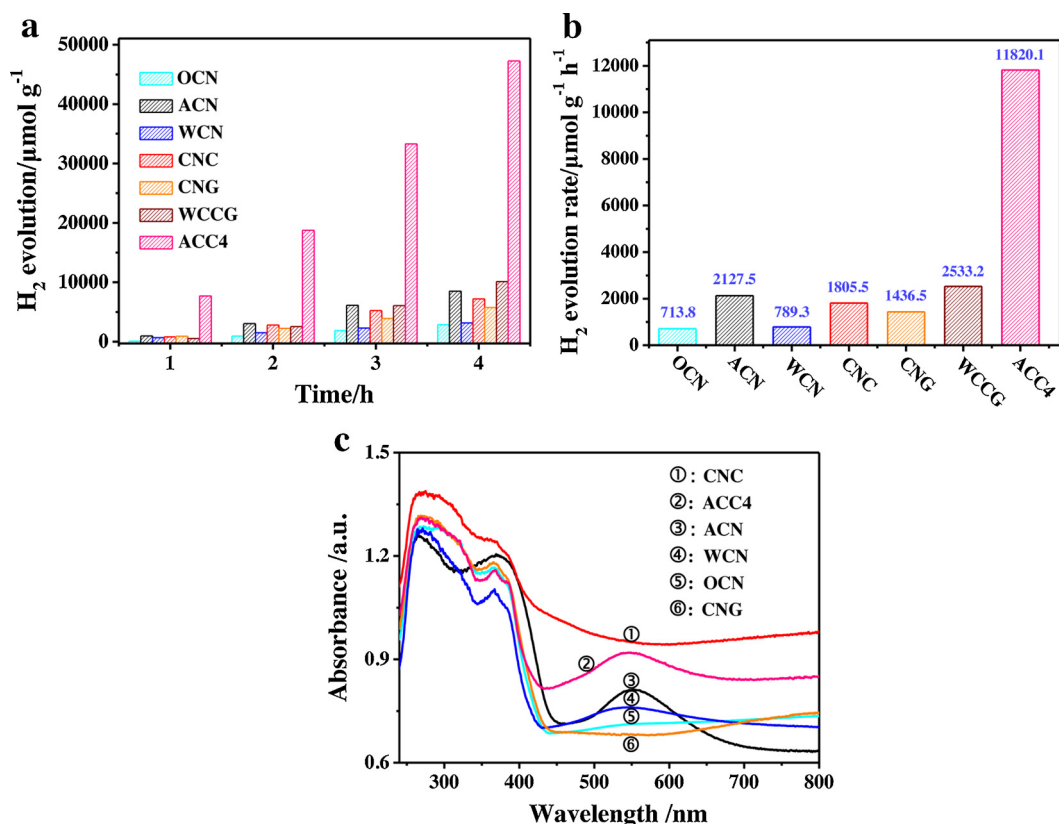 a
H2 evolution/μmol g-1
50000
40000
30000
20000
10000
0
OCN
ACN
WCN
CNC
CNG
WCCG
ACC4
1 2 3 4
Time/h
b
H2 evolution rate/μmol g-1 h-1
12000
10000
8000
6000
4000
2000
0
713.8
2127.5
789.3
1805.5
1436.5
2533.2
11820.1
OCN ACN WCN CNC CNG WCCG ACC4
c
Absorbance /a.u.
1.5
1.2
0.9
0.6
①: CNC
②: ACC4
③: ACN
④: WCN
⑤: OCN
⑥: CNG
①
②
③
④
⑤
⑥
300 400 500 600 700 800
Wavelength /nm